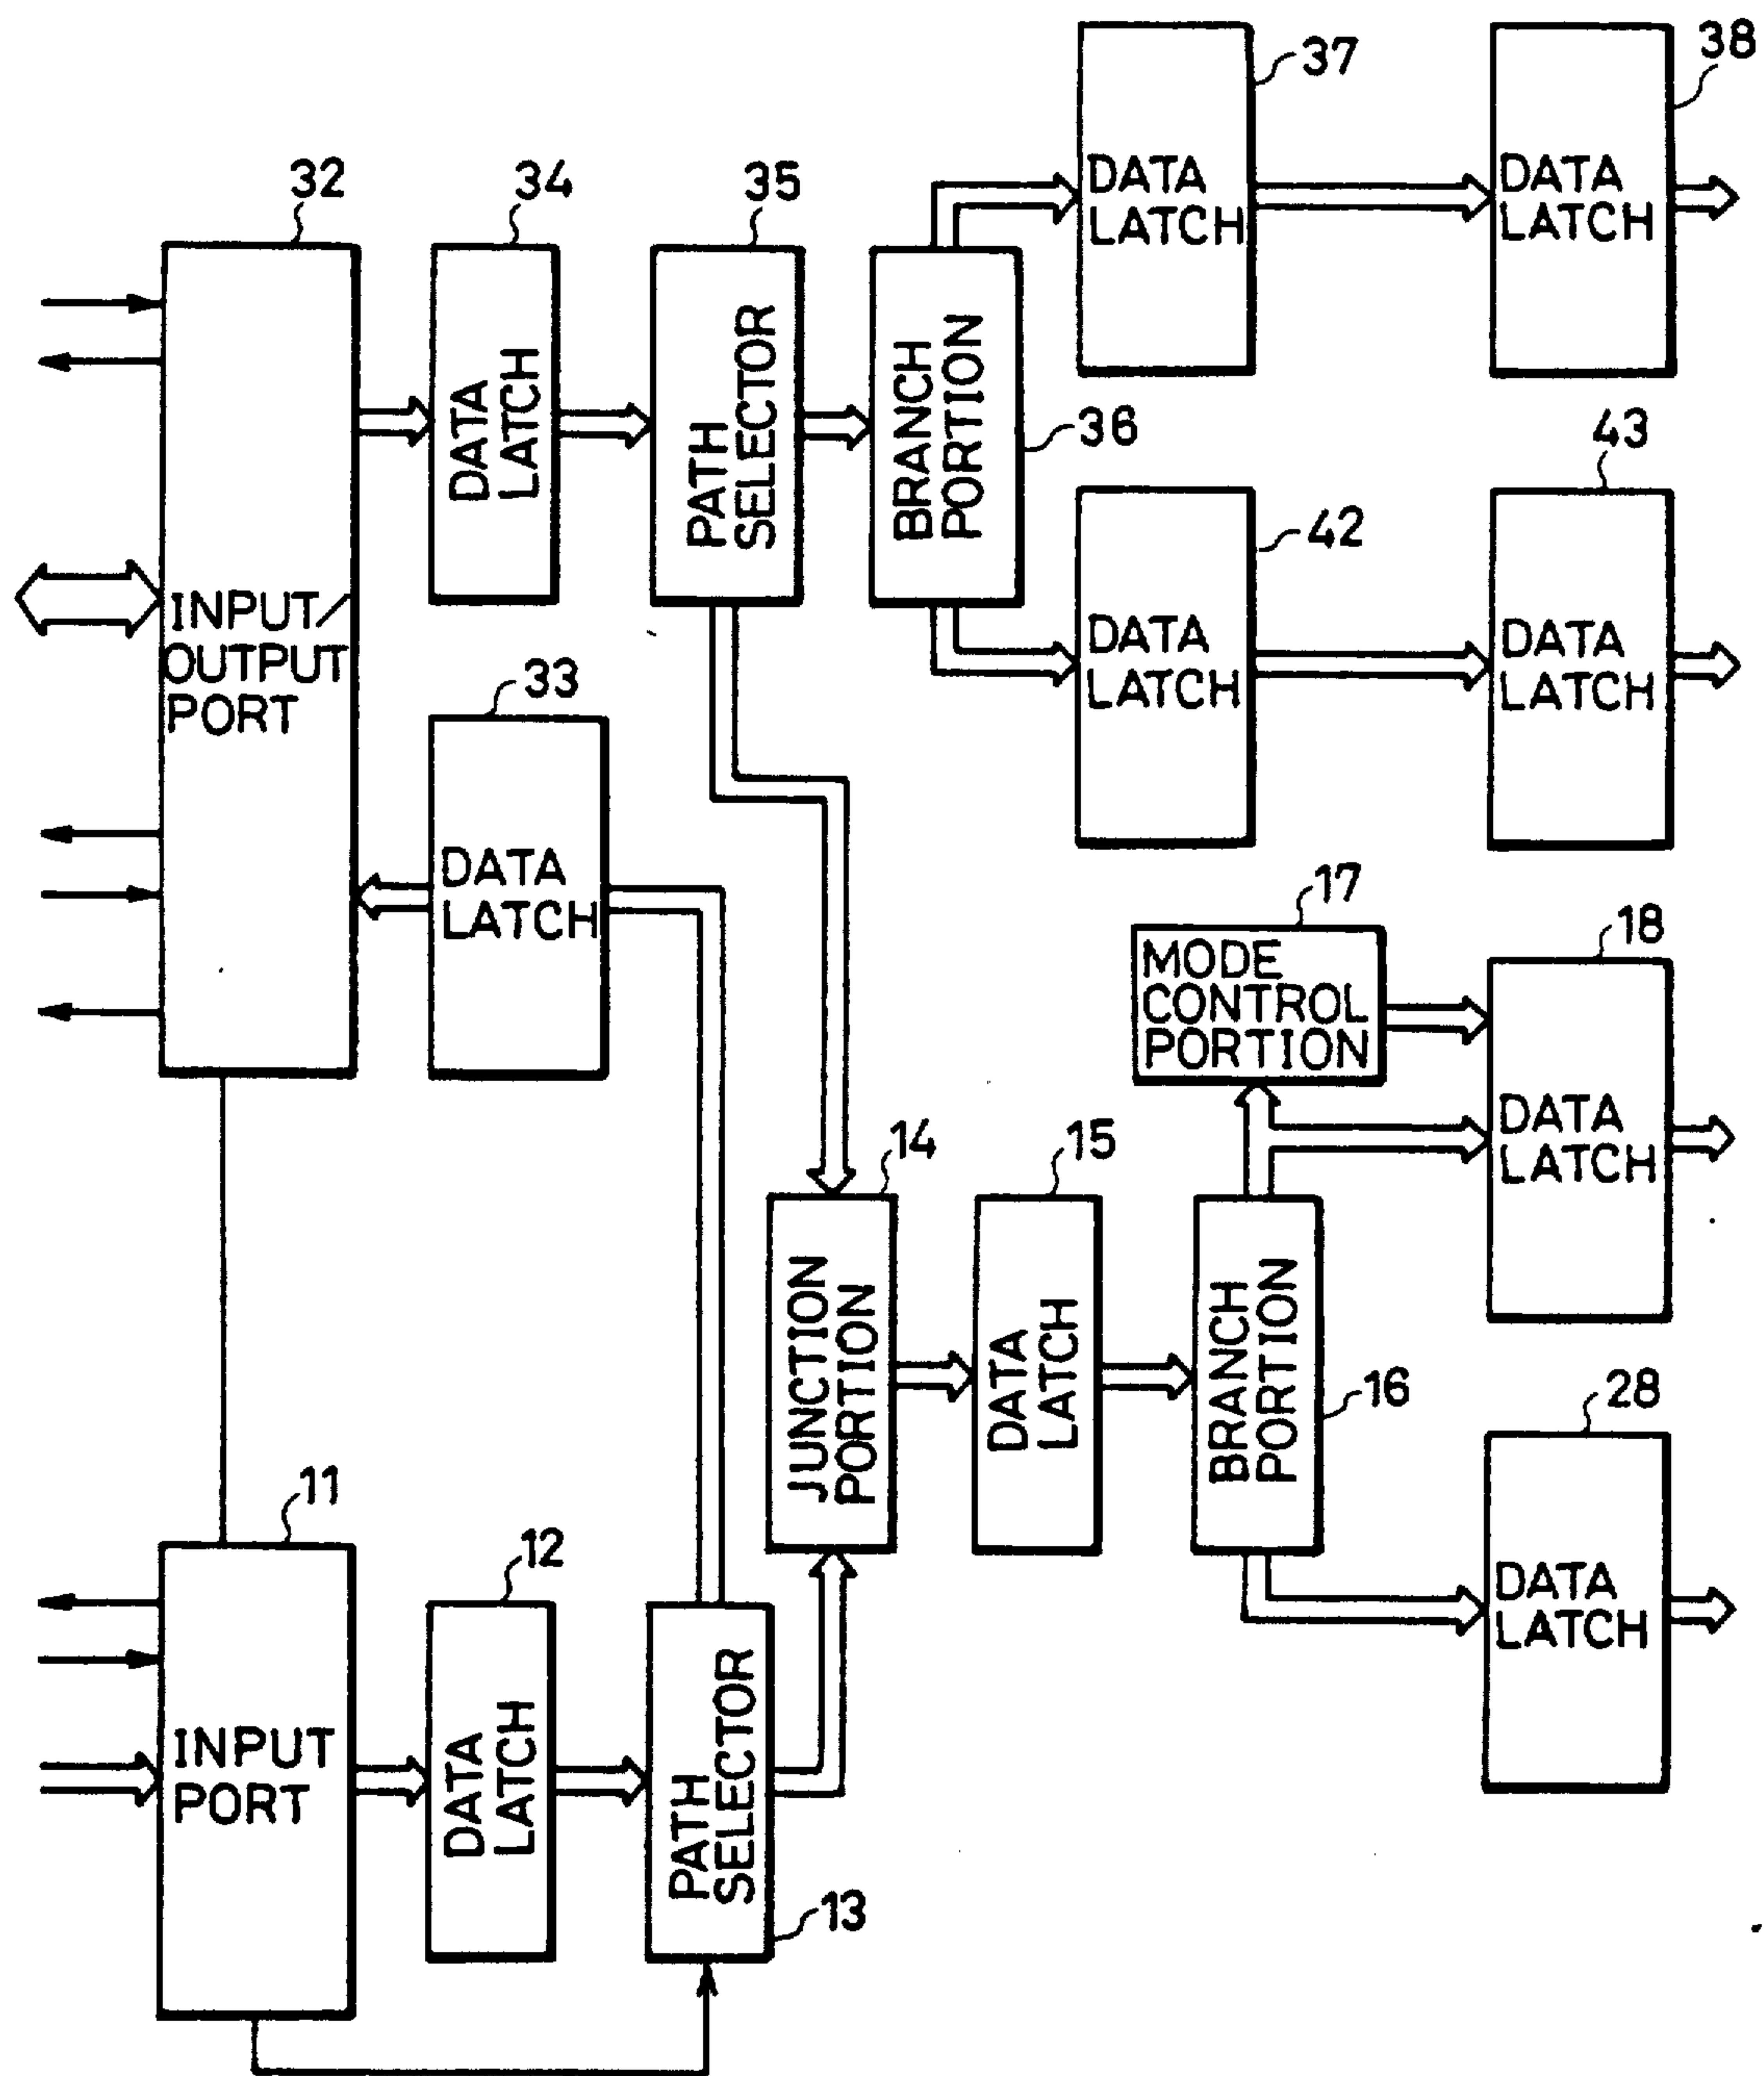 37
38
32
34
35
DATA
LATCH
DATA
LATCH
DATA
LATCH
PATH
SELECTOR
BRANCH
PORTION
36
43
42
INPUT/
OUTPUT
PORT
33
DATA
LATCH
DATA
LATCH
DATA
LATCH
17
18
MODE
CONTROL
PORTION
14
15
DATA
LATCH
JUNCTION
PORTION
DATA
LATCH
BRANCH
PORTION
16
28
11
12
DATA
LATCH
INPUT
PORT
DATA
LATCH
PATH
SELECTOR
13